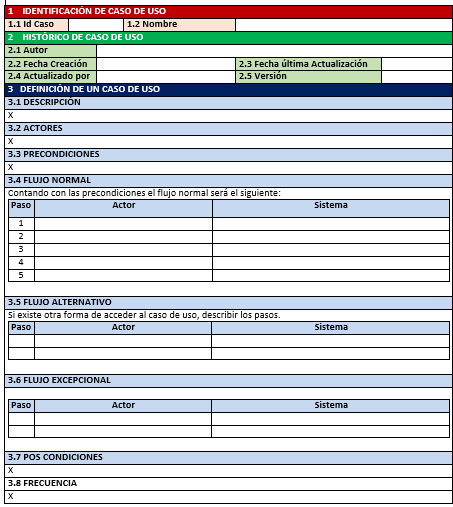 1 IDENTIFICACIÓN DE CASO DE USO
1.1 Id Caso 1.2 Nombre
2 HISTÓRICO DE CASO DE USO
2.1 Autor
2.2 Fecha Creación 2.3 Fecha última Actualización
2.4 Actualizado por 2.5 Versión
3 DEFINICIÓN DE UN CASO DE USO
3.1 DESCRIPCIÓN
X
3.2 ACTORES
X
3.3 PRECONDICIONES
X
3.4 FLUJO NORMAL
Contando con las precondiciones el flujo normal será el siguiente:
Paso Actor Sistema
1
2
3
4
5
3.5 FLUJO ALTERNATIVO
Si existe otra forma de acceder al caso de uso, describir los pasos.
Paso Actor Sistema
3.6 FLUJO EXCEPCIONAL
Paso Actor Sistema
3.7 POS CONDICIONES
X
3.8 FRECUENCIA
X